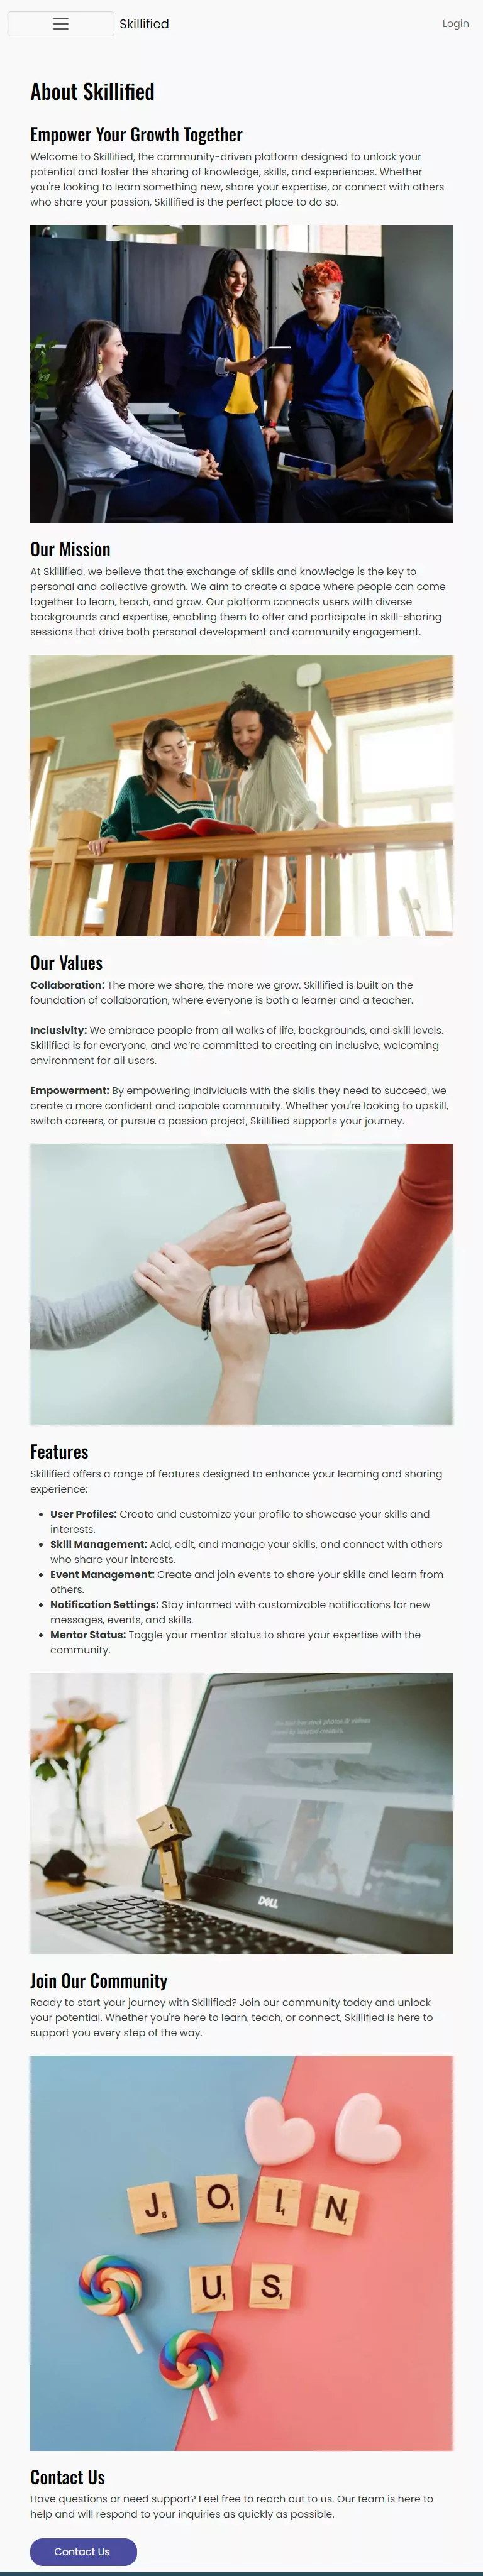 Skillified
Login
About Skillified
Empower Your Growth Together
Welcome to Skillified, the community-driven platform designed to unlock your
potential and foster the sharing of knowledge, skills, and experiences. Whether
you're looking to learn something new, share your expertise, or connect with others
who share your passion, Skillified is the perfect place to do so.
Our Mission
At Skillified, we believe that the exchange of skills and knowledge is the key to
personal and collective growth. We aim to create a space where people can come
together to learn, teach, and grow. Our platform connects users with diverse
backgrounds and expertise, enabling them to offer and participate in skill-sharing
sessions that drive both personal development and community engagement.
Our Values
Collaboration: The more we share, the more we grow. Skillified is built on the
foundation of collaboration, where everyone is both a learner and a teacher.
Inclusivity: We embrace people from all walks of life, backgrounds, and skill levels.
Skillified is for everyone, and we're committed to creating an inclusive, welcoming
environment for all users.
Empowerment: By empowering individuals with the skills they need to succeed, we
create a more confident and capable community. Whether you're looking to upskill,
switch careers, or pursue a passion project, Skillified supports your journey.
Features
Skillified offers a range of features designed to enhance your learning and sharing
experience:
• User Profiles: Create and customize your profile to showcase your skills and
interests.
• Skill Management: Add, edit, and manage your skills, and connect with others
who share your interests.
• Event Management: Create and join events to share your skills and learn from
others.
• Notification Settings: Stay informed with customizable notifications for new
messages, events, and skills.
• Mentor Status: Toggle your mentor status to share your expertise with the
community.
DELL
Join Our Community
Ready to start your journey with Skillified? Join our community today and unlock
your potential. Whether you're here to learn, teach, or connect, Skillified is here to
support you every step of the way.
J8 O1 I1 N1
U1 S1
Contact Us
Have questions or need support? Feel free to reach out to us. Our team is here to
help and will respond to your inquiries as quickly as possible.
Contact Us